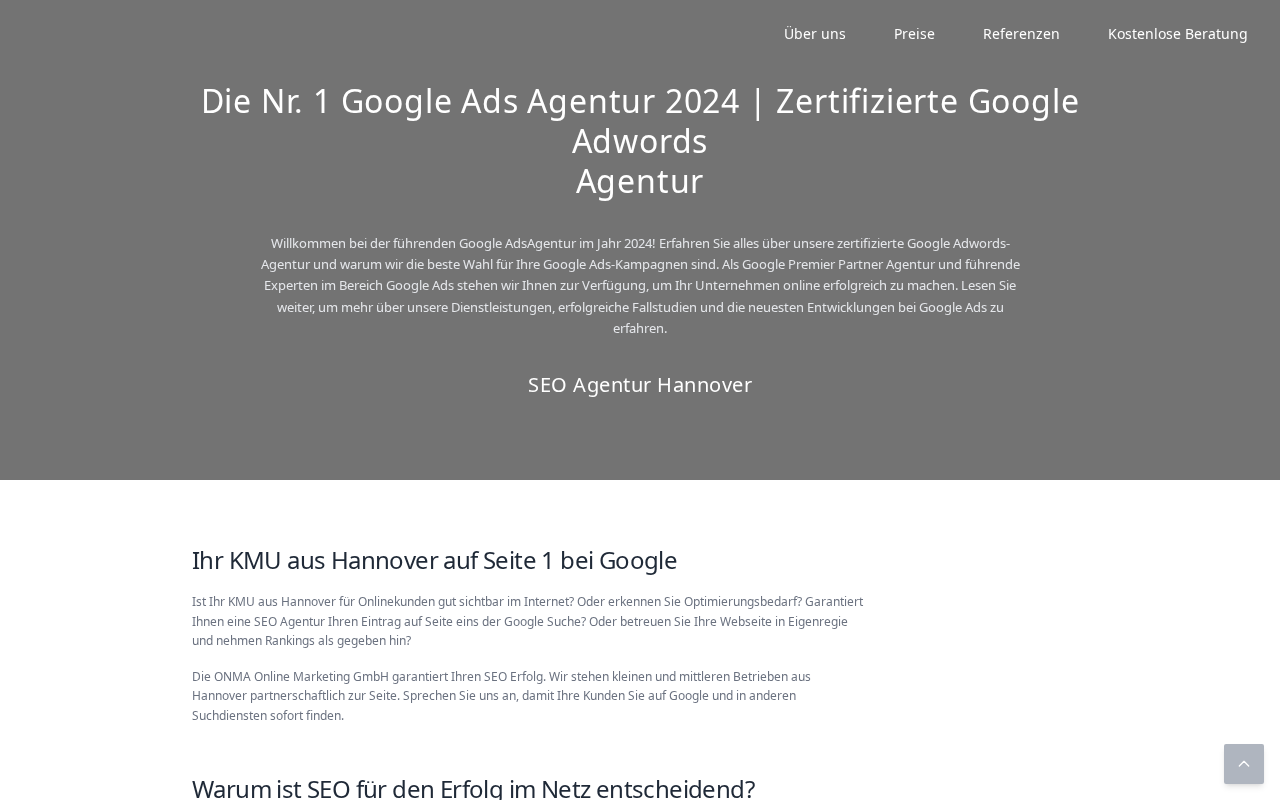 Über uns
Preise
Referenzen
Kostenlose Beratung
Die Nr. 1 Google Ads Agentur 2024 | Zertifizierte Google
Adwords
Agentur
Willkommen bei der führenden Google AdsAgentur im Jahr 2024! Erfahren Sie alles über unsere zertifizierte Google Adwords-
Agentur und warum wir die beste Wahl für Ihre Google Ads-Kampagnen sind. Als Google Premier Partner Agentur und führende
Experten im Bereich Google Ads stehen wir Ihnen zur Verfügung, um Ihr Unternehmen online erfolgreich zu machen. Lesen Sie
weiter, um mehr über unsere Dienstleistungen, erfolgreiche Fallstudien und die neuesten Entwicklungen bei Google Ads zu
erfahren.
SEO Agentur Hannover
Ihr KMU aus Hannover auf Seite 1 bei Google
Ist Ihr KMU aus Hannover für Onlinekunden gut sichtbar im Internet? Oder erkennen Sie Optimierungsbedarf? Garantiert
Ihnen eine SEO Agentur Ihren Eintrag auf Seite eins der Google Suche? Oder betreuen Sie Ihre Webseite in Eigenregie
und nehmen Rankings als gegeben hin?
Die ONMA Online Marketing GmbH garantiert Ihren SEO Erfolg. Wir stehen kleinen und mittleren Betrieben aus
Hannover partnerschaftlich zur Seite. Sprechen Sie uns an, damit Ihre Kunden Sie auf Google und in anderen
Suchdiensten sofort finden.
Warum ist SEO für den Erfolg im Netz entscheidend?